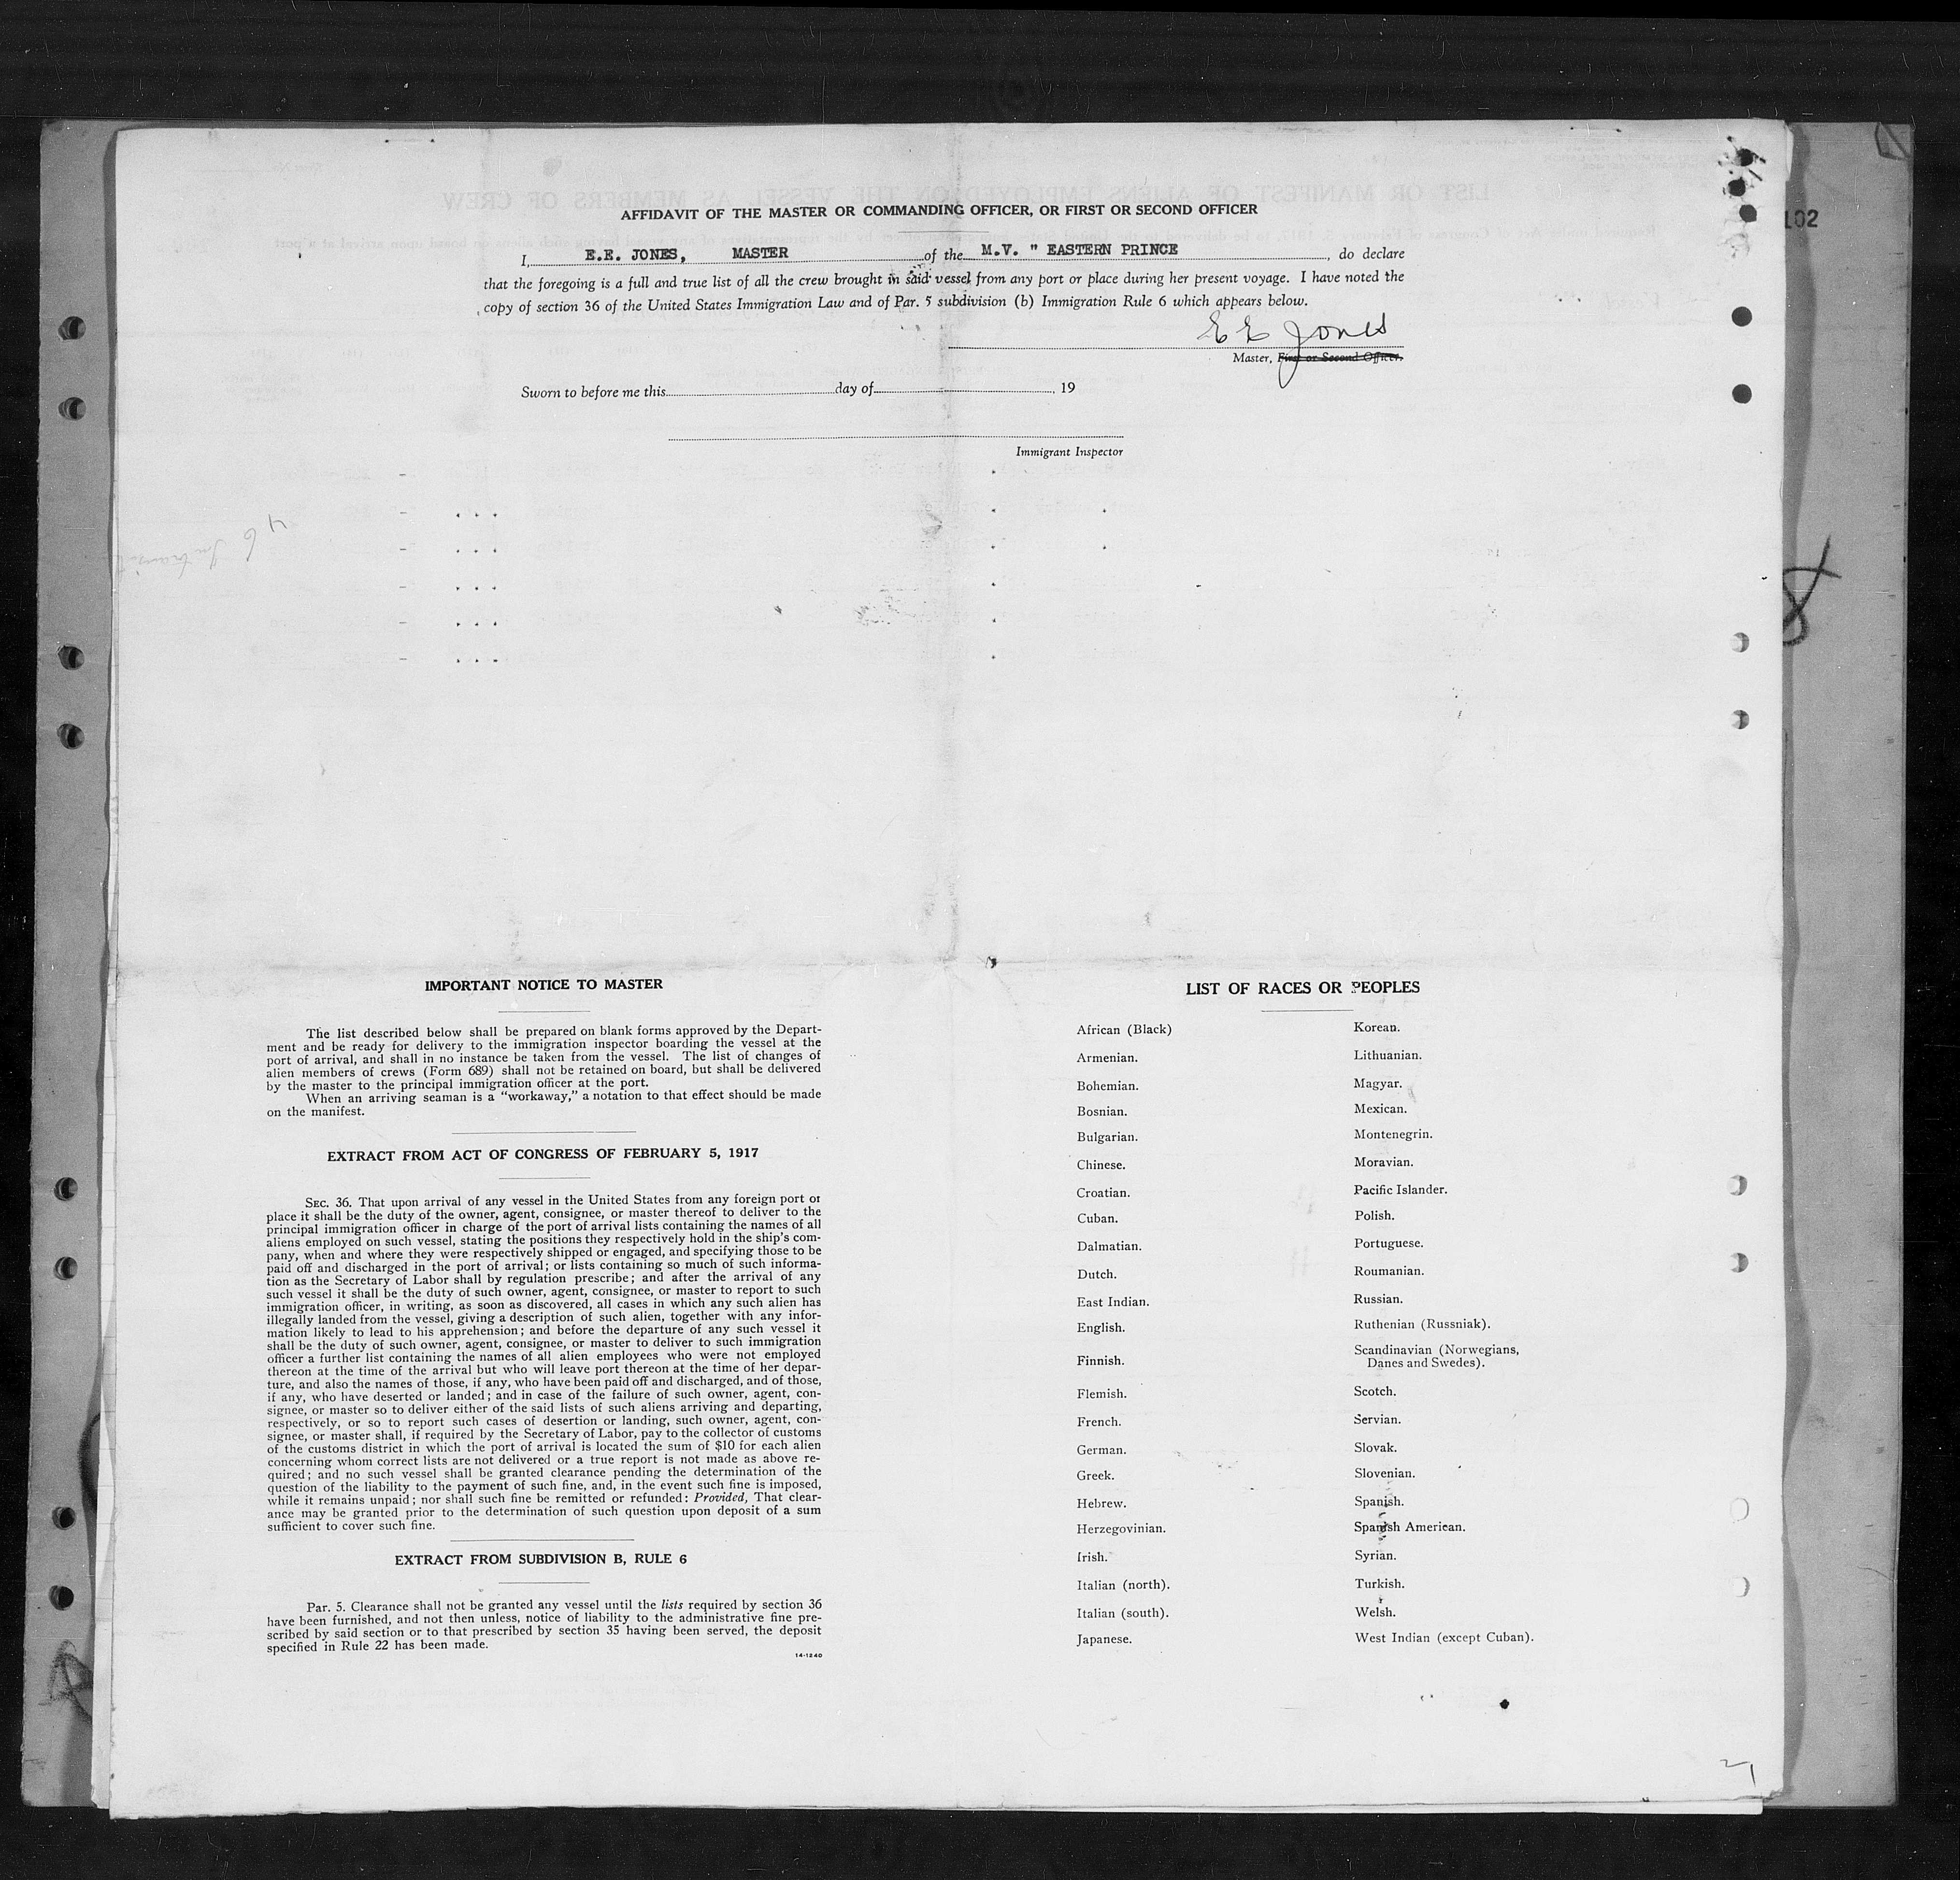 AFFIDAVIT OF THE MASTER OR COMMANDING OFFICER, OR FIRST OR SECOND OFFICER
I, E.E. JONES, MASTER of the M.V. " EASTERN PRINCE , do declare
that the foregoing is a full and true list of all the crew brought in said vessel from any port or place during her present voyage. I have noted the
copy of section 36 of the United States Immigration Law and of Par. 5 subdivision (b) Immigration Rule 6 which appears below.
E E Jones
Master, First or Second Officer.
Sworn to before me this day of , 19
Immigrant Inspector
102
8
IMPORTANT NOTICE TO MASTER
The list described below shall be prepared on blank forms approved by the Depart-
ment and be ready for delivery to the immigration inspector boarding the vessel at the
port of arrival, and shall in no instance be taken from the vessel. The list of changes of
alien members of crews (Form 689) shall not be retained on board, but shall be delivered
by the master to the principal immigration officer at the port.
When an arriving seaman is a "workaway," a notation to that effect should be made
on the manifest.
EXTRACT FROM ACT OF CONGRESS OF FEBRUARY 5, 1917
SEC. 36. That upon arrival of any vessel in the United States from any foreign port or
place it shall be the duty of the owner, agent, consignee, or master thereof to deliver to the
principal immigration officer in charge of the port of arrival lists containing the names of all
aliens employed on such vessel, stating the positions they respectively hold in the ship's com-
pany, when and where they were respectively shipped or engaged, and specifying those to be
paid off and discharged in the port of arrival; or lists containing so much of such informa-
tion as the Secretary of Labor shall by regulation prescribe; and after the arrival of any
such vessel it shall be the duty of such owner, agent, consignee, or master to report to such
immigration officer, in writing, as soon as discovered, all cases in which any such alien has
illegally landed from the vessel, giving a description of such alien, together with any infor-
mation likely to lead to his apprehension; and before the departure of any such vessel it
shall be the duty of such owner, agent, consignee, or master to deliver to such immigration
officer a further list containing the names of all alien employees who were not employed
thereon at the time of the arrival but who will leave port thereon at the time of her depar-
ture, and also the names of those, if any, who have been paid off and discharged, and of those,
if any, who have deserted or landed; and in case of the failure of such owner, agent, con-
signee, or master so to deliver either of the said lists of such aliens arriving and departing,
respectively, or so to report such cases of desertion or landing, such owner, agent, con-
signee, or master shall, if required by the Secretary of Labor, pay to the collector of customs
of the customs district in which the port of arrival is located the sum of $10 for each alien
concerning whom correct lists are not delivered or a true report is not made as above re-
quired; and no such vessel shall be granted clearance pending the determination of the
question of the liability to the payment of such fine, and, in the event such fine is imposed,
while it remains unpaid; nor shall such fine be remitted or refunded: Provided, That clear-
ance may be granted prior to the determination of such question upon deposit of a sum
sufficient to cover such fine.
EXTRACT FROM SUBDIVISION B, RULE 6
Par. 5. Clearance shall not be granted any vessel until the lists required by section 36
have been furnished, and not then unless, notice of liability to the administrative fine pre-
scribed by said section or to that prescribed by section 35 having been served, the deposit
specified in Rule 22 has been made.
14-1240
LIST OF RACES OR PEOPLES
African (Black)
Armenian.
Bohemian.
Bosnian.
Bulgarian.
Chinese.
Croatian.
Cuban.
Dalmatian.
Dutch.
East Indian.
English.
Finnish.
Flemish.
French.
German.
Greek.
Hebrew.
Herzegovinian.
Irish.
Italian (north).
Italian (south).
Japanese.
Korean.
Lithuanian.
Magyar.
Mexican.
Montenegrin.
Moravian.
Pacific Islander.
Polish.
Portuguese.
Roumanian.
Russian.
Ruthenian (Russniak).
Scandinavian (Norwegians,
Danes and Swedes).
Scotch.
Servian.
Slovak.
Slovenian.
Spanish.
Spanish American.
Syrian.
Turkish.
Welsh.
West Indian (except Cuban).
21